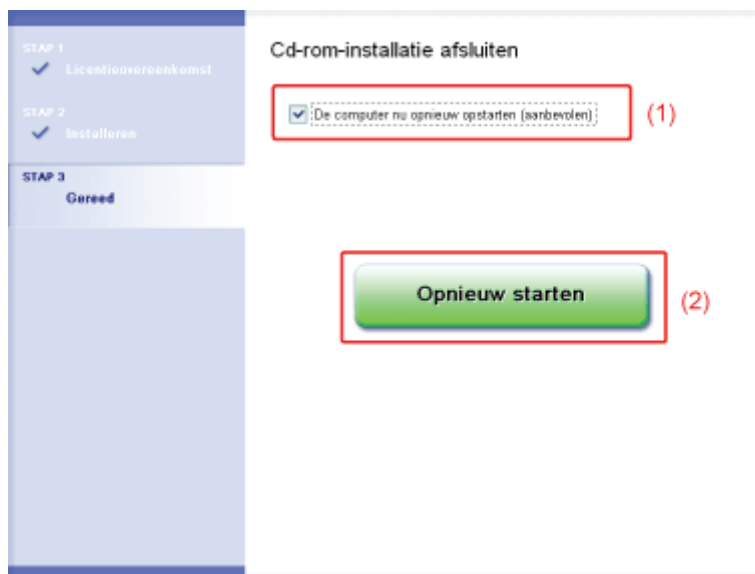 STAP 1
Licentieovereenkomst
STAP 2
Installeren
STAP 3
Gereed
Cd-rom-installatie afsluiten
De computer nu opnieuw opstarten (aanbevolen)
(1)
Opnieuw starten
(2)